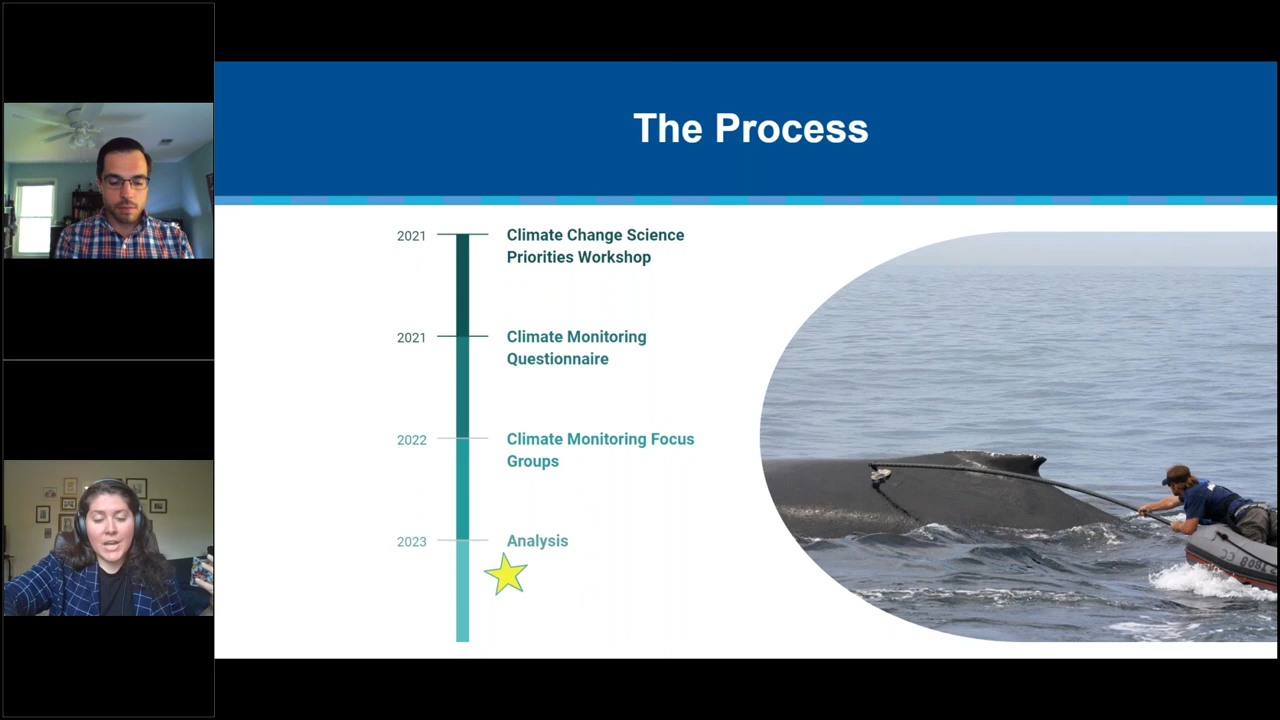 The Process
2021
Climate Change Science
Priorities Workshop
2021
Climate Monitoring
Questionnaire
2022
Climate Monitoring Focus
Groups
2023
Analysis